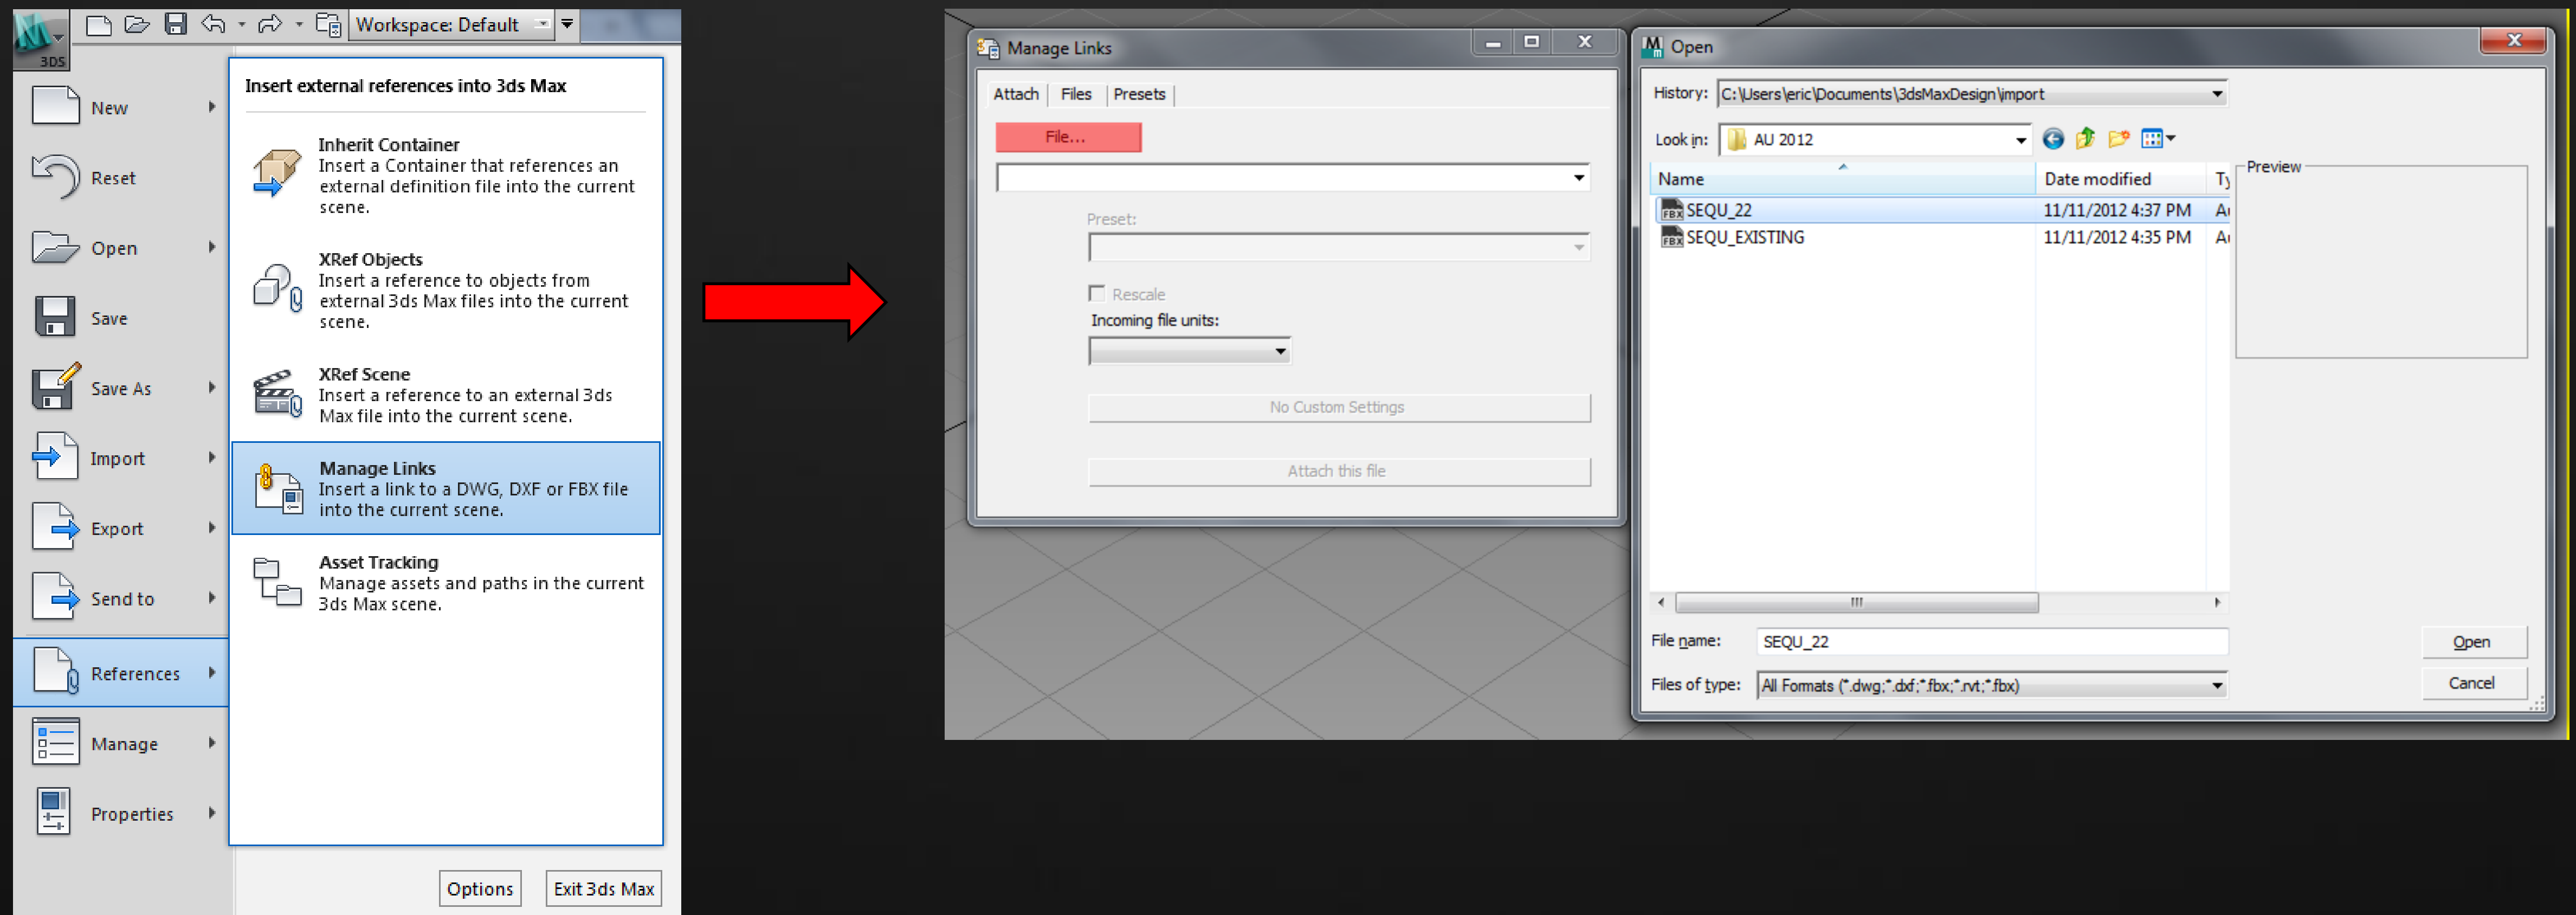 Workspace: Default
3DS
New
Reset
Open
Save
Save As
Import
Export
Send to
References
Manage
Properties
Insert external references into 3ds Max
Inherit Container
Insert a Container that references an
external definition file into the current
scene.
XRef Objects
Insert a reference to objects from
external 3ds Max files into the current
scene.
XRef Scene
Insert a reference to an external 3ds
Max file into the current scene.
Manage Links
Insert a link to a DWG, DXF or FBX file
into the current scene.
Asset Tracking
Manage assets and paths in the current
3ds Max scene.
Options
Exit 3ds Max
Manage Links
Attach
Files
Presets
File...
Preset:
Rescale
Incoming file units:
No Custom Settings
Attach this file
Open
History: C:\Users\eric\Documents\3dsMaxDesign\import
Look in: AU 2012
Name Date modified Ty
FBX SEQU_22 11/11/2012 4:37 PM Au
FBX SEQU_EXISTING 11/11/2012 4:35 PM Au
Preview
File name: SEQU_22
Open
Files of type: All Formats (*.dwg;*.dxf;*.fbx;*.rvt;*.fbx)
Cancel